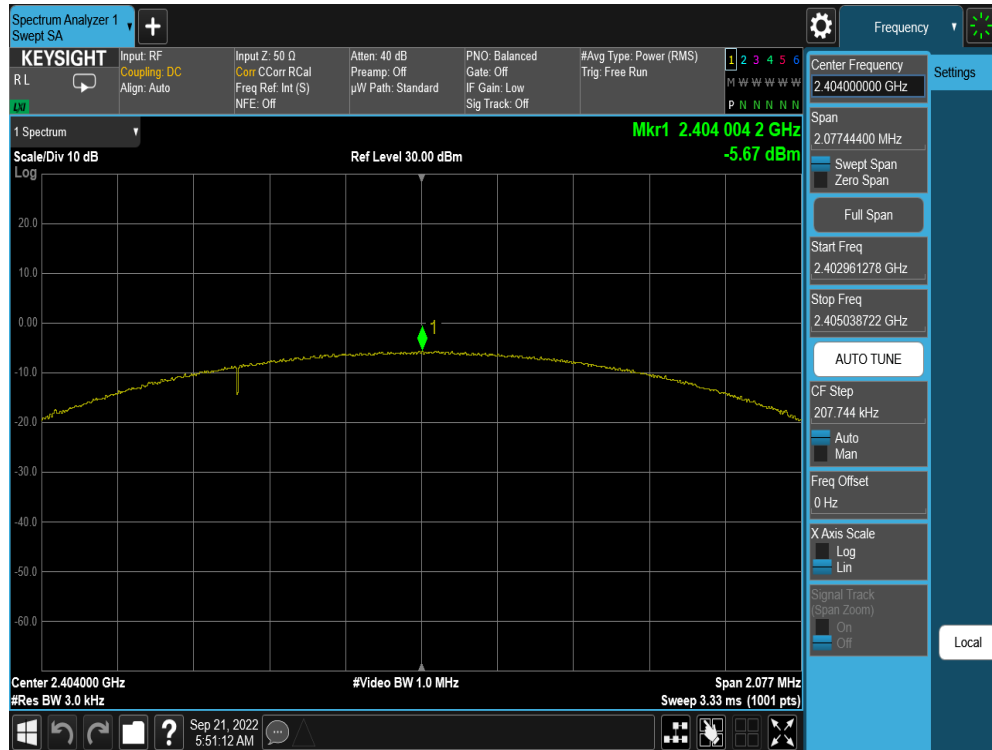 Spectrum Analyzer 1
Swept SA
+
KEYSIGHT
R L
LXI
Input: RF
Coupling: DC
Align: Auto
Input Z: 50 Ω
Corr CCorr RCal
Freq Ref: Int (S)
NFE: Off
Atten: 40 dB
Preamp: Off
µW Path: Standard
PNO: Balanced
Gate: Off
IF Gain: Low
Sig Track: Off
#Avg Type: Power (RMS)
Trig: Free Run
1 2 3 4 5 6
M W W W W W
P N N N N N
1 Spectrum
Mkr1 2.404 004 2 GHz
Scale/Div 10 dB
Ref Level 30.00 dBm
-5.67 dBm
Log
20.0
10.0
0.00
1
-10.0
-20.0
-30.0
-40.0
-50.0
-60.0
Center 2.404000 GHz
#Video BW 1.0 MHz
Span 2.077 MHz
#Res BW 3.0 kHz
Sweep 3.33 ms (1001 pts)
?
Sep 21, 2022
5:51:12 AM
Frequency
Settings
Center Frequency
2.404000000 GHz
Span
2.07744400 MHz
Swept Span
Zero Span
Full Span
Start Freq
2.402961278 GHz
Stop Freq
2.405038722 GHz
AUTO TUNE
CF Step
207.744 kHz
Auto
Man
Freq Offset
0 Hz
X Axis Scale
Log
Lin
Signal Track
(Span Zoom)
On
Off
Local